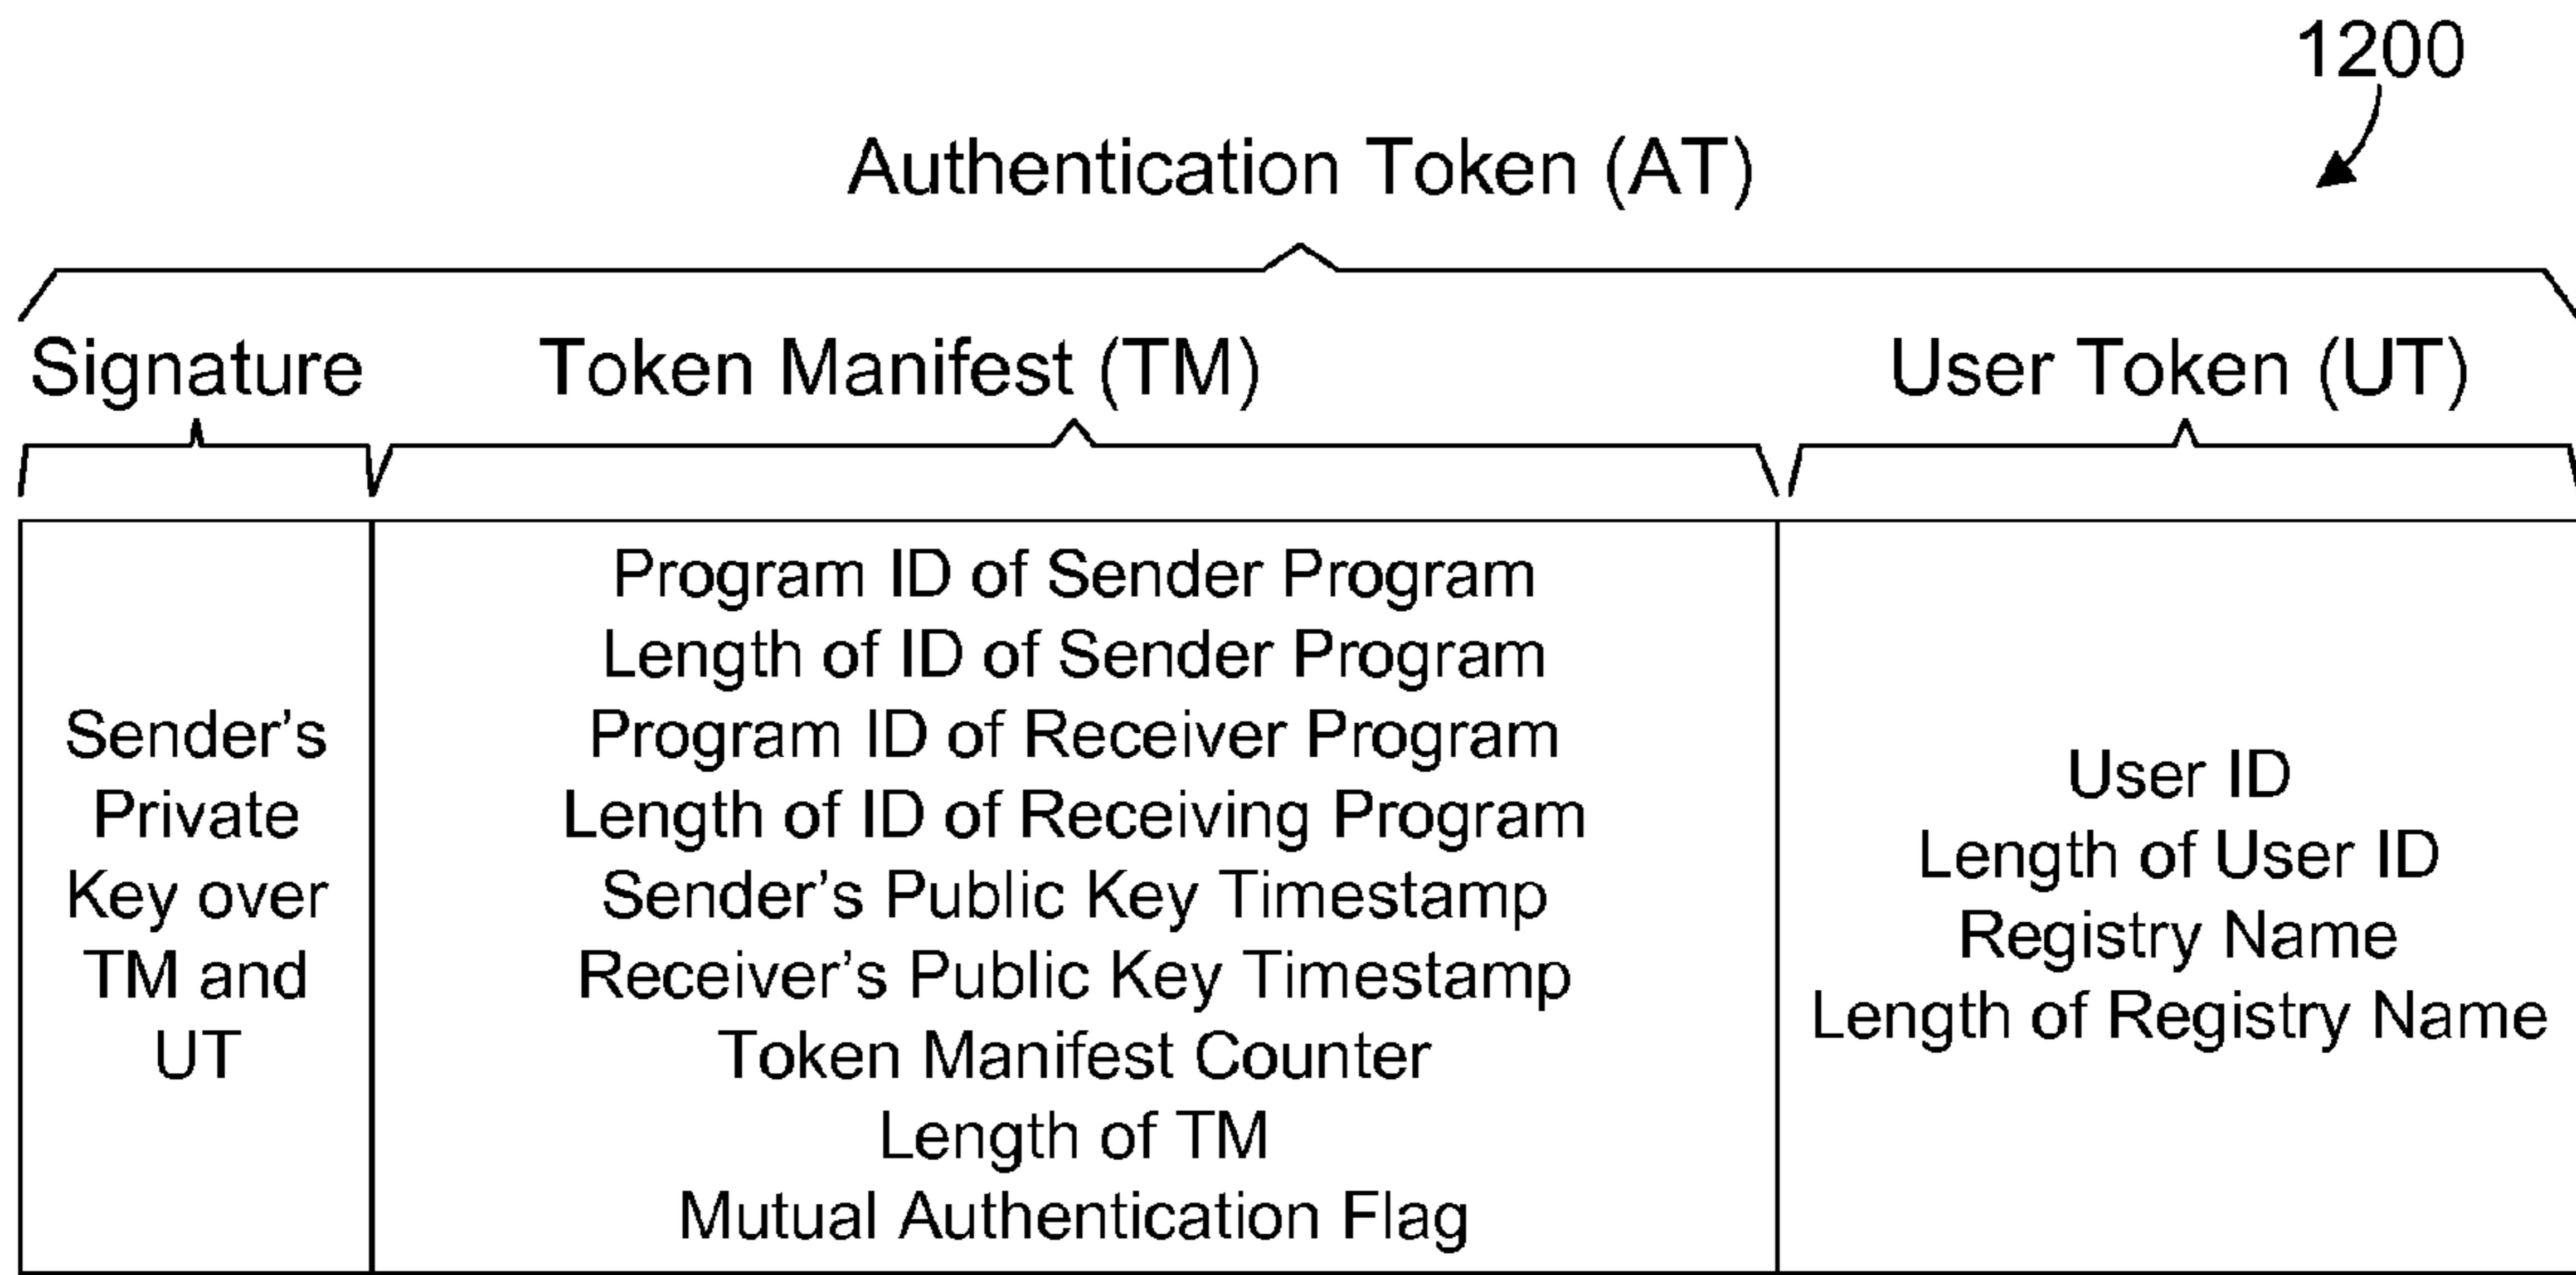 1200
Authentication Token (AT)
Signature Token Manifest (TM) User Token (UT)
Sender’s
Private
Key over
TM and
UT
Program ID of Sender Program
Length of ID of Sender Program
Program ID of Receiver Program
Length of ID of Receiving Program
Sender’s Public Key Timestamp
Receiver’s Public Key Timestamp
Token Manifest Counter
Length of TM
Mutual Authentication Flag
User ID
Length of User ID
Registry Name
Length of Registry Name